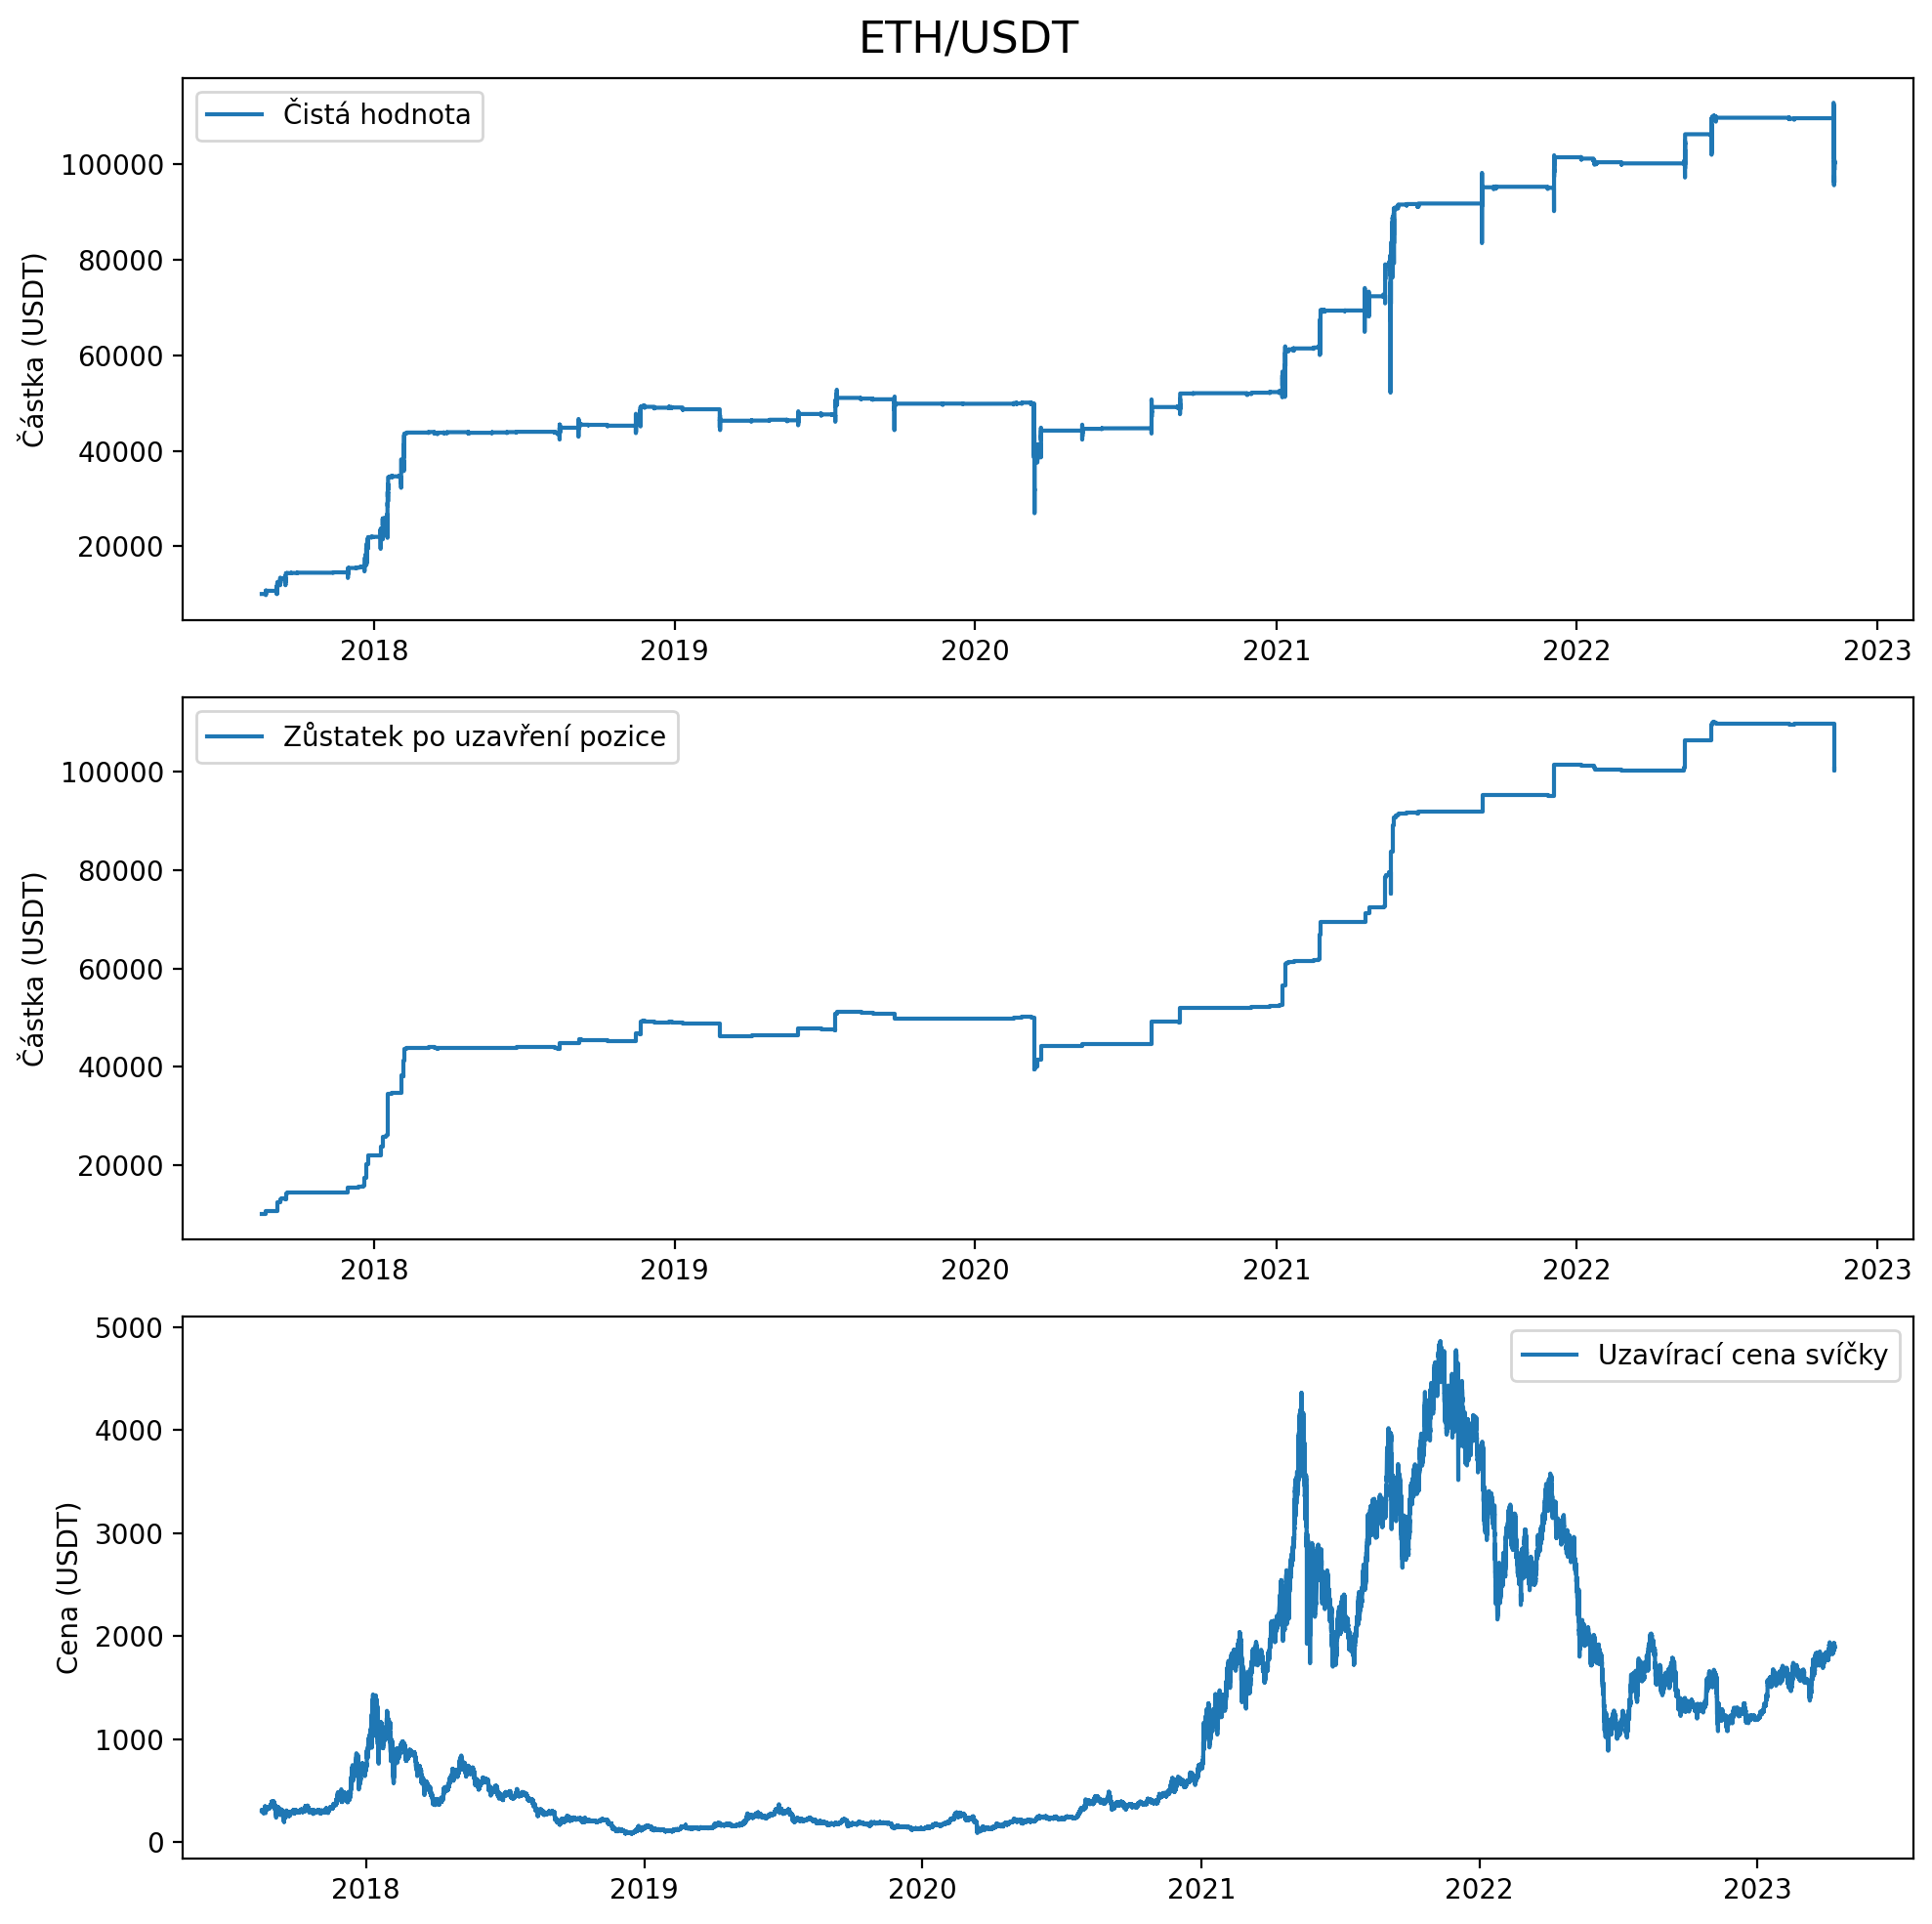 ETH/USDT
Čistá hodnota
Částka (USDT)
100000
80000
60000
40000
20000
2018 2019 2020 2021 2022 2023
Zůstatek po uzavření pozice
Částka (USDT)
100000
80000
60000
40000
20000
2018 2019 2020 2021 2022 2023
Uzavírací cena svíčky
Cena (USDT)
5000
4000
3000
2000
1000
0
2018 2019 2020 2021 2022 2023